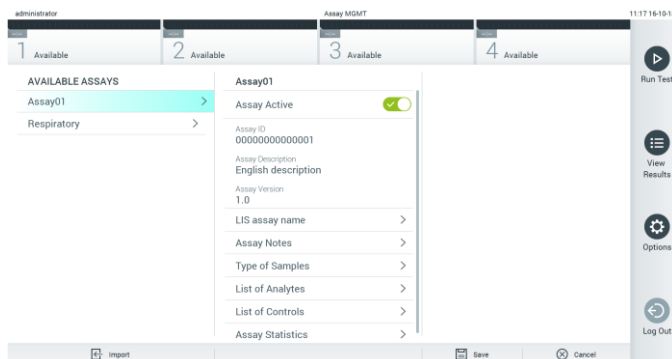 administrator Assay MGMT 11:17 16-10-1
1 Available 2 Available 3 Available 4 Available
Run Test
AVAILABLE ASSAYS
Assay01
Respiratory
Assay01
Assay Active
Assay ID
00000000000001
Assay Description
English description
Assay Version
1.0
LIS assay name
Assay Notes
Type of Samples
List of Analytes
List of Controls
Assay Statistics
View
Results
Options
Log Out
Import Save Cancel